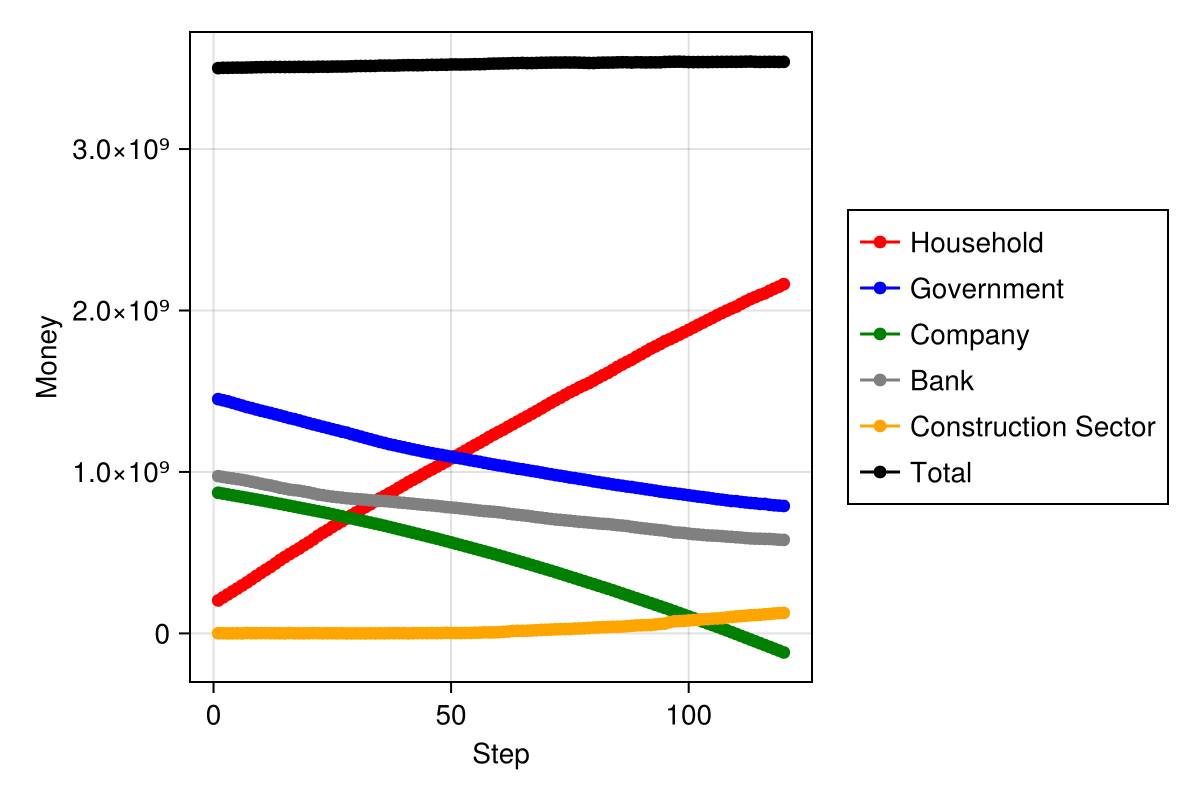 Money
3.0×10⁹
2.0×10⁹
1.0×10⁹
0
0
50
100
Step
Household
Government
Company
Bank
Construction Sector
Total